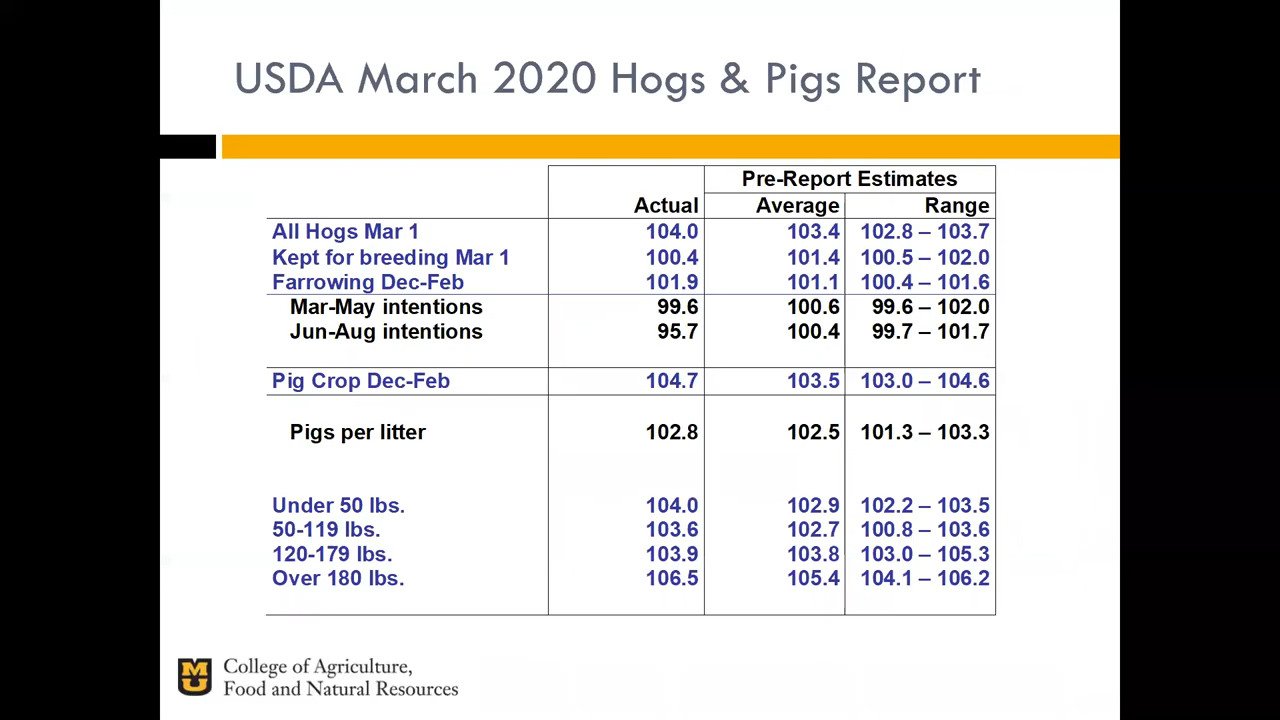 USDA March 2020 Hogs & Pigs Report
Pre-Report Estimates
Actual Average Range
All Hogs Mar 1 104.0 103.4 102.8 – 103.7
Kept for breeding Mar 1 100.4 101.4 100.5 – 102.0
Farrowing Dec-Feb 101.9 101.1 100.4 – 101.6
Mar-May intentions 99.6 100.6 99.6 – 102.0
Jun-Aug intentions 95.7 100.4 99.7 – 101.7
Pig Crop Dec-Feb 104.7 103.5 103.0 – 104.6
Pigs per litter 102.8 102.5 101.3 – 103.3
Under 50 lbs. 104.0 102.9 102.2 – 103.5
50-119 lbs. 103.6 102.7 100.8 – 103.6
120-179 lbs. 103.9 103.8 103.0 – 105.3
Over 180 lbs. 106.5 105.4 104.1 – 106.2
MU College of Agriculture,
Food and Natural Resources